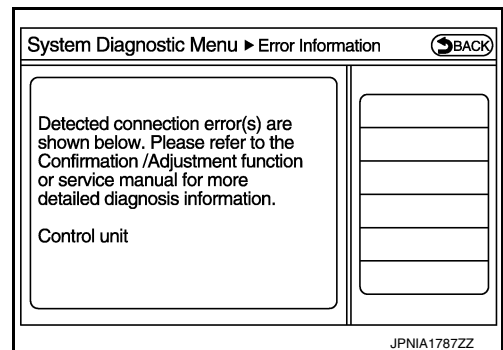 System Diagnostic Menu ▶ Error Information
BACK
Detected connection error(s) are
shown below. Please refer to the
Confirmation /Adjustment function
or service manual for more
detailed diagnosis information.
Control unit
JPNIA1787ZZ